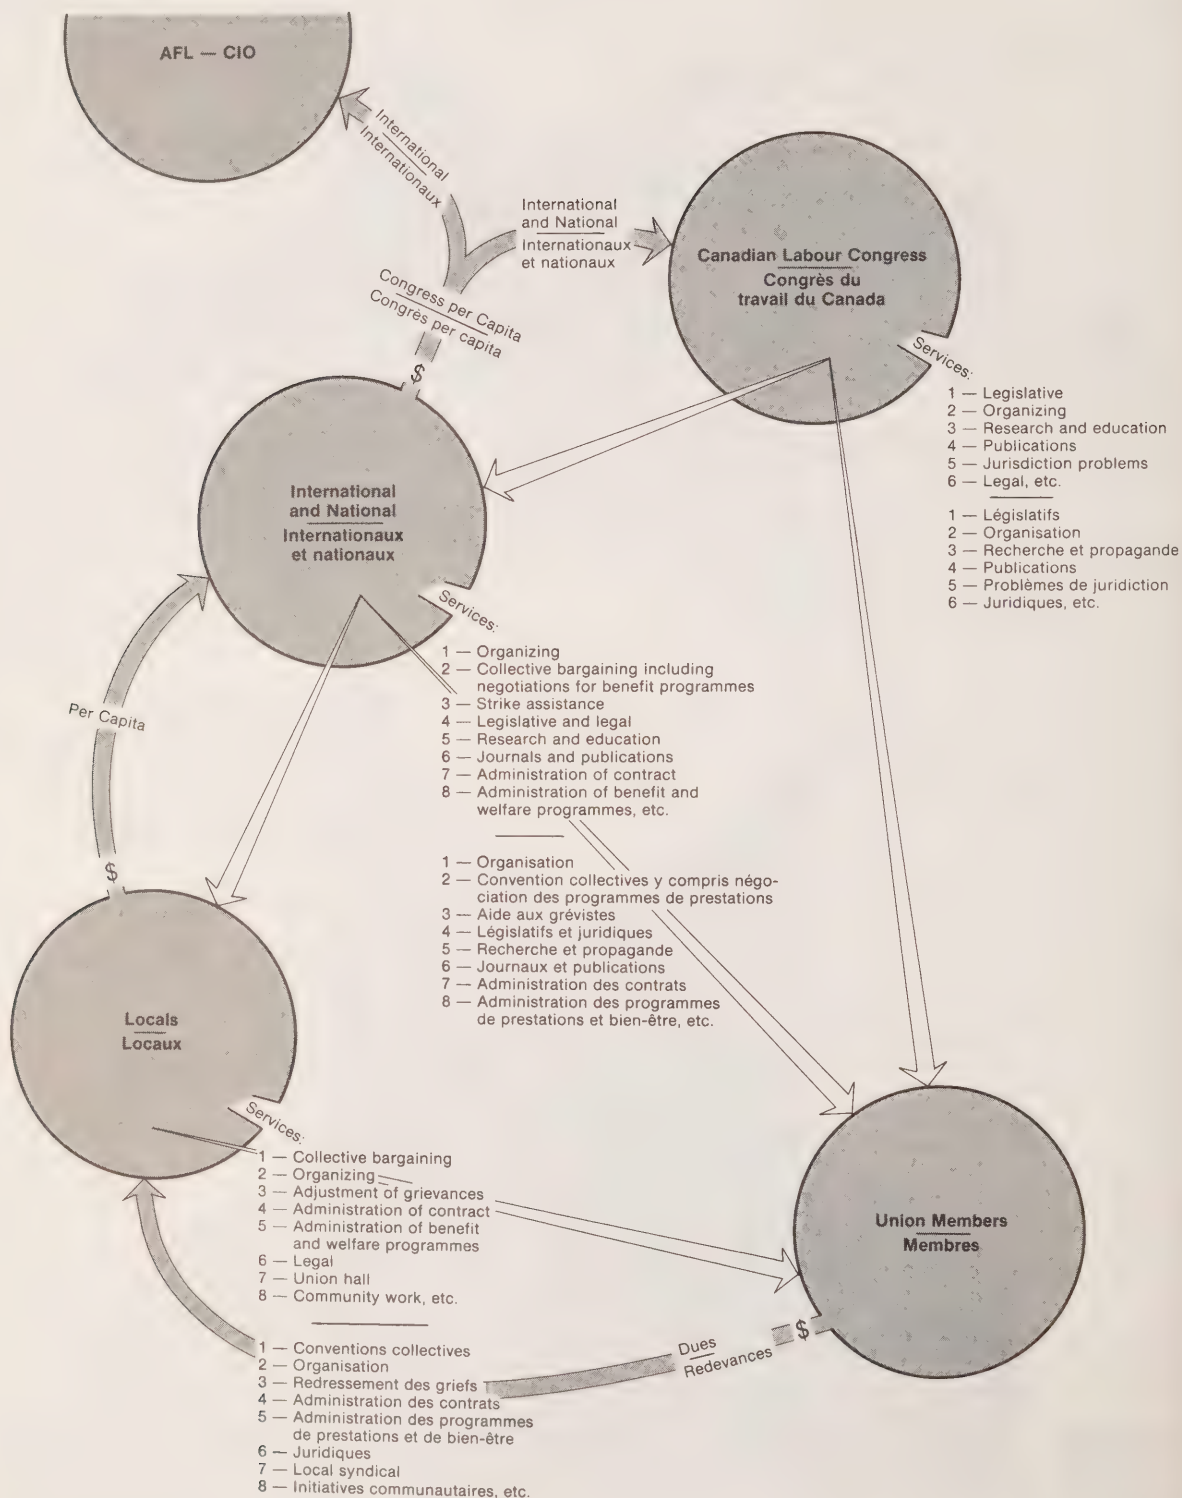 AFL — CIO
International
Internationaux
International
and National
Internationaux
et nationaux
Canadian Labour Congress
Congrès du
travail du Canada
Congress per Capita
Congrès per capita
$
Services:
1 — Legislative
2 — Organizing
3 — Research and education
4 — Publications
5 — Jurisdiction problems
6 — Legal, etc.
1 — Législatifs
2 — Organisation
3 — Recherche et propagande
4 — Publications
5 — Problèmes de juridiction
6 — Juridiques, etc.
International
and National
Internationaux
et nationaux
Services:
1 — Organizing
2 — Collective bargaining including
negotiations for benefit programmes
3 — Strike assistance
4 — Legislative and legal
5 — Research and education
6 — Journals and publications
7 — Administration of contract
8 — Administration of benefit and
welfare programmes, etc.
1 — Organisation
2 — Convention collectives y compris négo-
ciation des programmes de prestations
3 — Aide aux grévistes
4 — Législatifs et juridiques
5 — Recherche et propagande
6 — Journaux et publications
7 — Administration des contrats
8 — Administration des programmes
de prestations et bien-être, etc.
Per Capita
$
Locals
Locaux
Services:
1 — Collective bargaining
2 — Organizing
3 — Adjustment of grievances
4 — Administration of contract
5 — Administration of benefit
and welfare programmes
6 — Legal
7 — Union hall
8 — Community work, etc.
1 — Conventions collectives
2 — Organisation
3 — Redressement des griefs
4 — Administration des contrats
5 — Administration des programmes
de prestations et de bien-être
6 — Juridiques
7 — Local syndical
8 — Initiatives communautaires, etc.
Union Members
Membres
$
Dues
Redevances